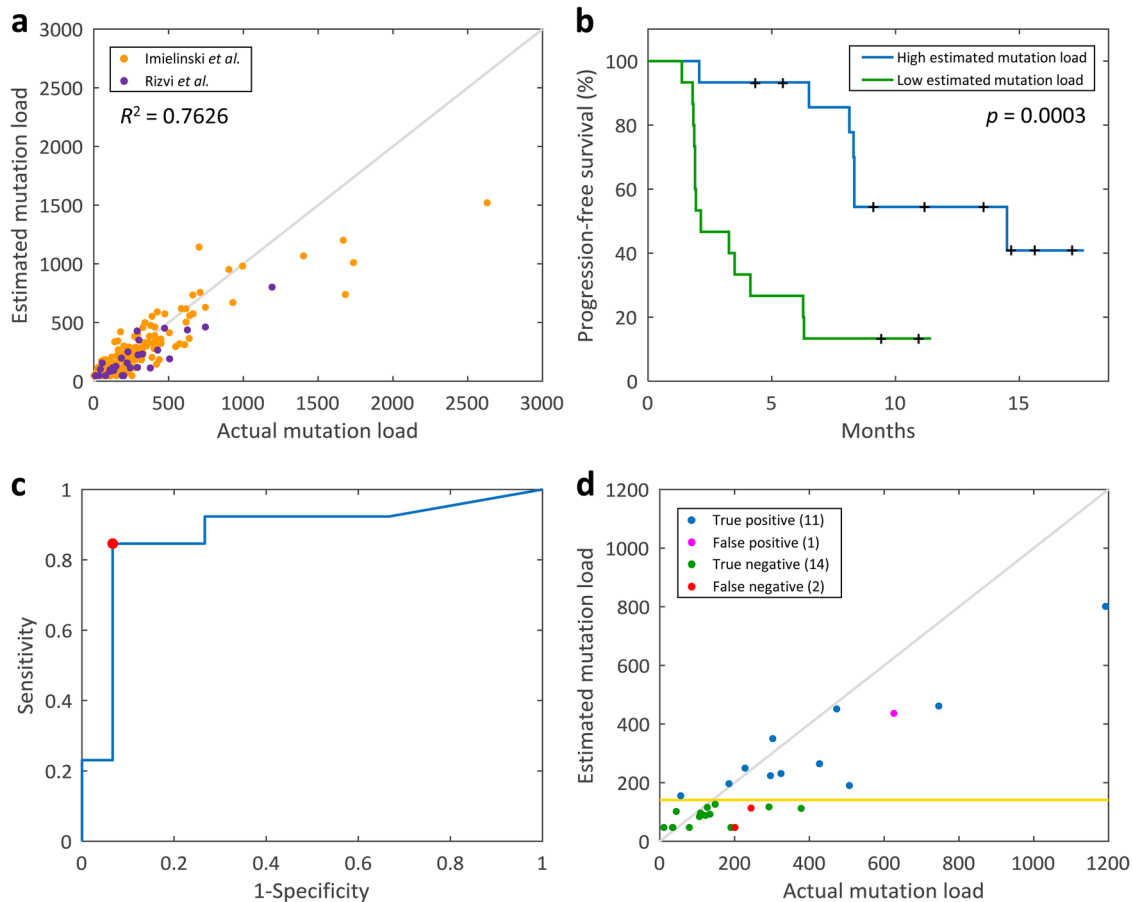 a
3000
2500
2000
1500
1000
500
0
Estimated mutation load
Imielinski et al.
Rizvi et al.
R² = 0.7626
0 500 1000 1500 2000 2500 3000
Actual mutation load
b
100
80
60
40
20
0
Progression-free survival (%)
High estimated mutation load
Low estimated mutation load
p = 0.0003
0 5 10 15
Months
c
1
0.8
0.6
0.4
0.2
0
Sensitivity
0 0.2 0.4 0.6 0.8 1
1-Specificity
d
1200
1000
800
600
400
200
0
Estimated mutation load
True positive (11)
False positive (1)
True negative (14)
False negative (2)
0 200 400 600 800 1000 1200
Actual mutation load